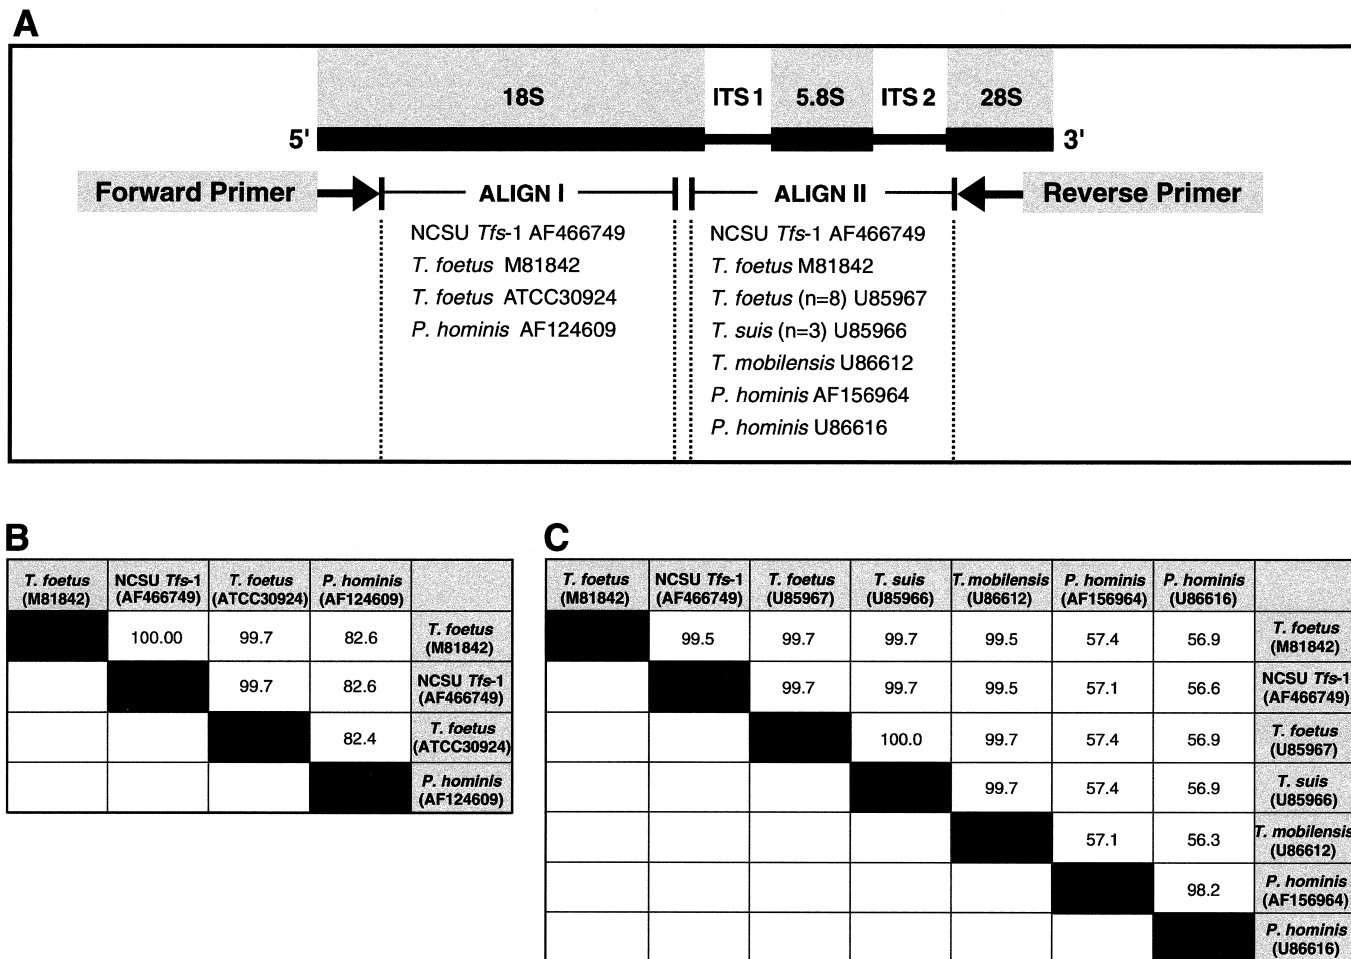 A
18S ITS 1 5.8S ITS 2 28S
5' 3'
Forward Primer ALIGN I ALIGN II Reverse Primer
NCSU Tfs-1 AF466749
T. foetus M81842
T. foetus ATCC30924
P. hominis AF124609
NCSU Tfs-1 AF466749
T. foetus M81842
T. foetus (n=8) U85967
T. suis (n=3) U85966
T. mobilensis U86612
P. hominis AF156964
P. hominis U86616
B
T. foetus (M81842) NCSU Tfs-1 (AF466749) T. foetus (ATCC30924) P. hominis (AF124609)
100.00 99.7 82.6 T. foetus (M81842)
99.7 82.6 NCSU Tfs-1 (AF466749)
82.4 T. foetus (ATCC30924)
P. hominis (AF124609)
C
T. foetus (M81842) NCSU Tfs-1 (AF466749) T. foetus (U85967) T. suis (U85966) T. mobilensis (U86612) P. hominis (AF156964) P. hominis (U86616)
99.5 99.7 99.7 99.5 57.4 56.9 T. foetus (M81842)
99.7 99.7 99.5 57.1 56.6 NCSU Tfs-1 (AF466749)
100.0 99.7 57.4 56.9 T. foetus (U85967)
99.7 57.4 56.9 T. suis (U85966)
57.1 56.3 T. mobilensis (U86612)
98.2 P. hominis (AF156964)
P. hominis (U86616)